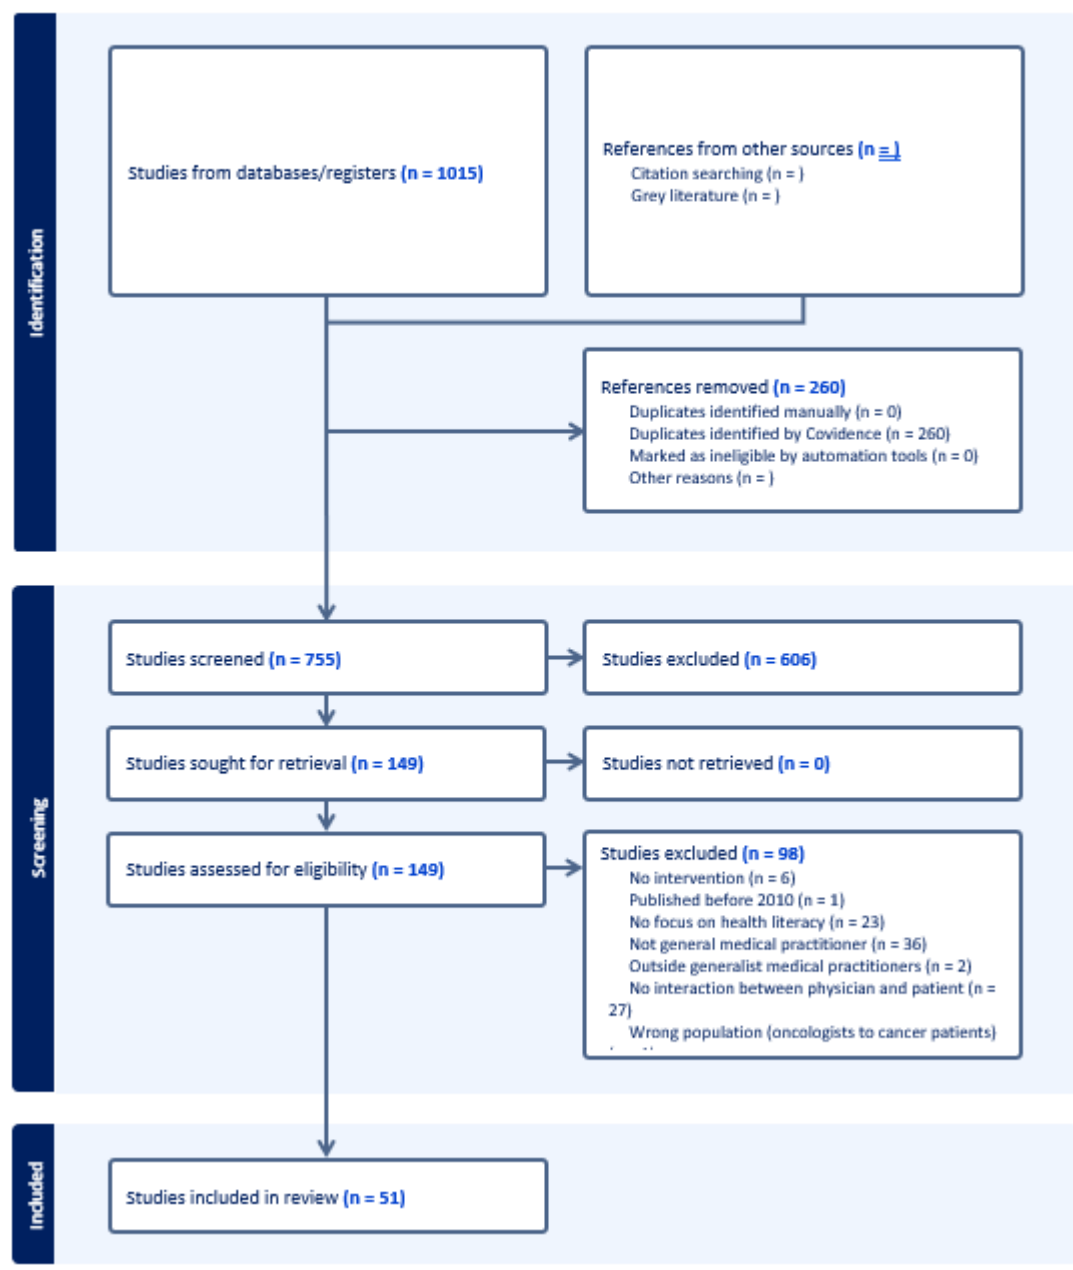 Identification
Studies from databases/registers (n = 1015)
References from other sources (n = )
Citation searching (n = )
Grey literature (n = )
References removed (n = 260)
Duplicates identified manually (n = 0)
Duplicates identified by Covidence (n = 260)
Marked as ineligible by automation tools (n = 0)
Other reasons (n = )
Screening
Studies screened (n = 755)
Studies excluded (n = 606)
Studies sought for retrieval (n = 149)
Studies not retrieved (n = 0)
Studies assessed for eligibility (n = 149)
Studies excluded (n = 98)
No intervention (n = 6)
Published before 2010 (n = 1)
No focus on health literacy (n = 23)
Not general medical practitioner (n = 36)
Outside generalist medical practitioners (n = 2)
No interaction between physician and patient (n =
27)
Wrong population (oncologists to cancer patients)
Included
Studies included in review (n = 51)